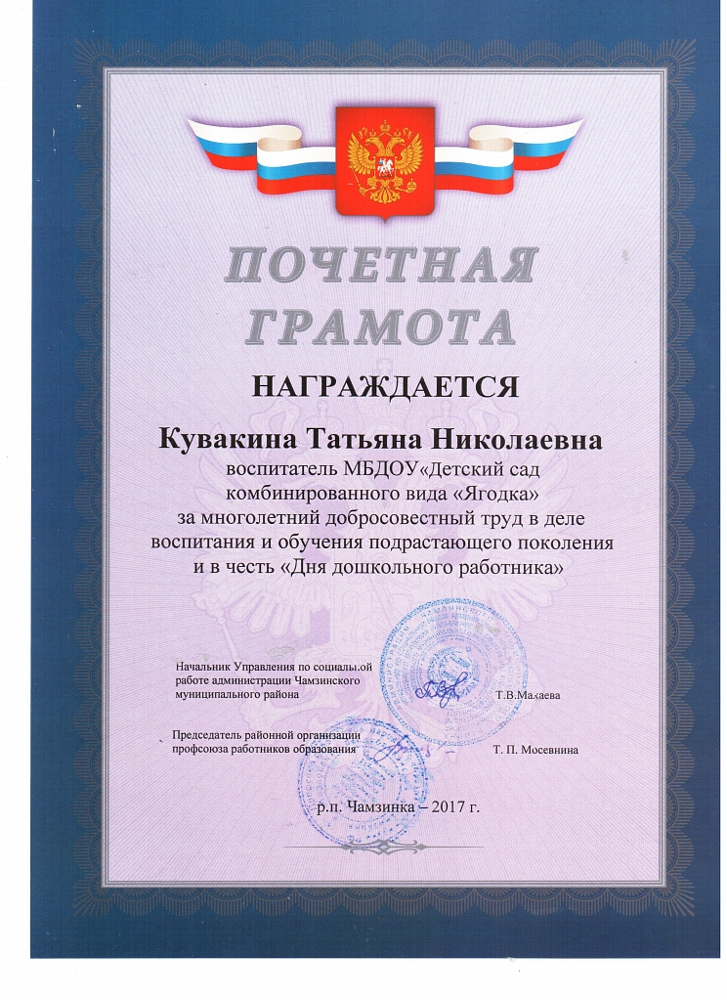 ПОЧЕТНАЯ
ГРАМОТА
НАГРАЖДАЕТСЯ
Кувакина Татьяна Николаевна
воспитатель МБДОУ«Детский сад
комбинированного вида «Ягодка»
за многолетний добросовестный труд в деле
воспитания и обучения подрастающего поколения
и в честь «Дня дошкольного работника»
Начальник Управления по социальной
работе администрации Чамзинского
муниципального района
Т.В.Макаева
Председатель районной организации
профсоюза работников образования
Т. П. Мосевнина
р.п. Чамзинка – 2017 г.